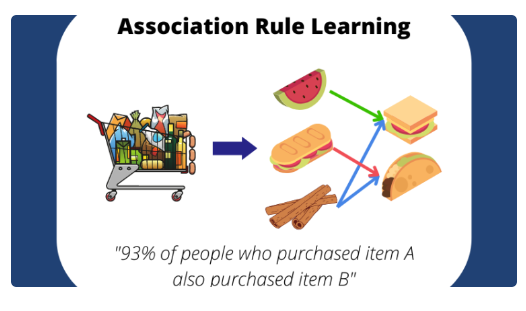 Association Rule Learning
"93% of people who purchased item A
also purchased item B"